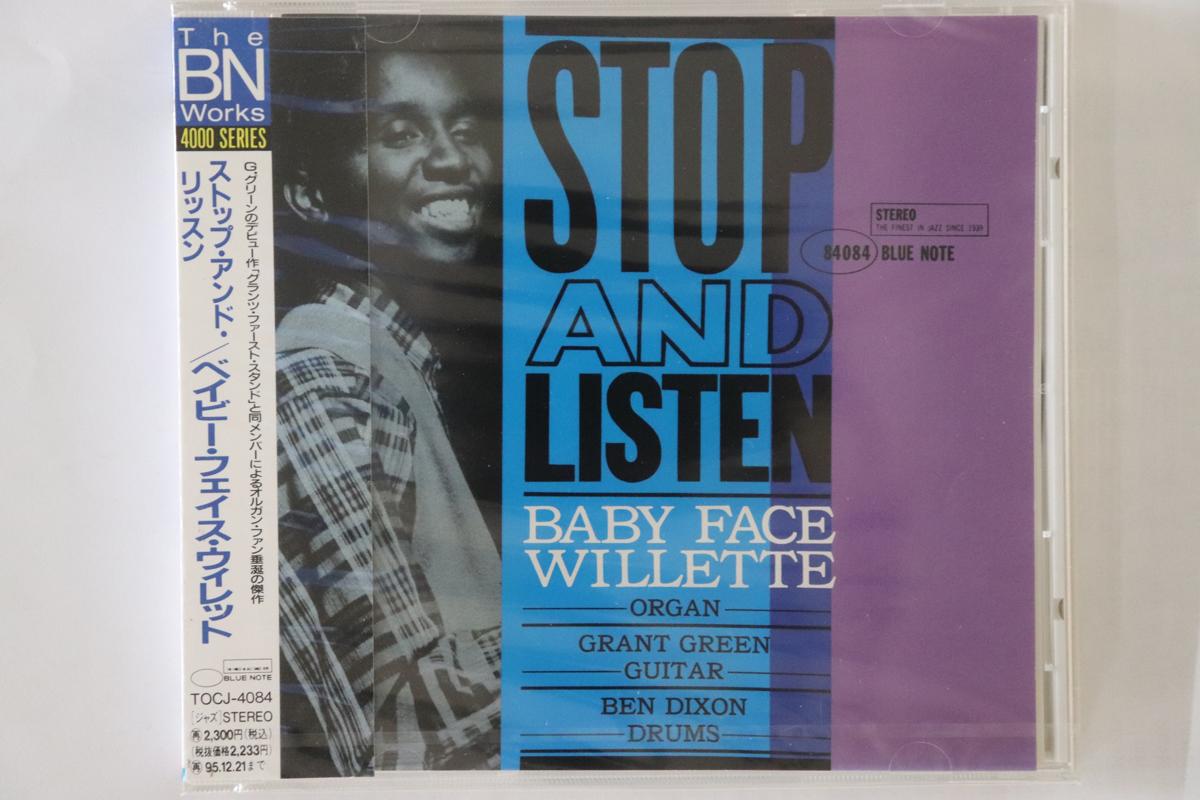 The
BN
Works
4000 SERIES
G.グリーンのデビュー作「グランツ・ファースト・スタンド」と同メンバーによるオルガン・ファン垂涎の傑作
ストップ・アンド・
リッスン
/ベイビー・フェイス・ウィレット
BLUE NOTE
TOCJ-4084
[ジャズ] STEREO
再 2,300円(税込)
(税抜価格2,233円)
再 95.12.21まで
STOP
AND
LISTEN
BABY FACE
WILLETTE
ORGAN
GRANT GREEN
GUITAR
BEN DIXON
DRUMS
STEREO
THE FINEST IN JAZZ SINCE 1939
84084 BLUE NOTE